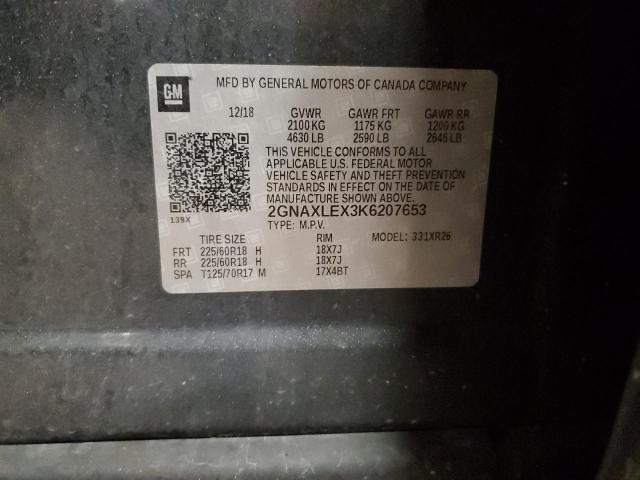 GM
MFD BY GENERAL MOTORS OF CANADA COMPANY
12/18 GVWR GAWR FRT GAWR RR
2100 KG 1175 KG 1200 KG
4630 LB 2590 LB 2645 LB
THIS VEHICLE CONFORMS TO ALL
APPLICABLE U.S. FEDERAL MOTOR
VEHICLE SAFETY AND THEFT PREVENTION
STANDARDS IN EFFECT ON THE DATE OF
MANUFACTURE SHOWN ABOVE.
2GNAXLEX3K6207653
139X
TYPE: M.P.V.
TIRE SIZE RIM MODEL: 331XR26
FRT 225/60R18 H 18X7J
RR 225/60R18 H 18X7J
SPA T125/70R17 M 17X4BT